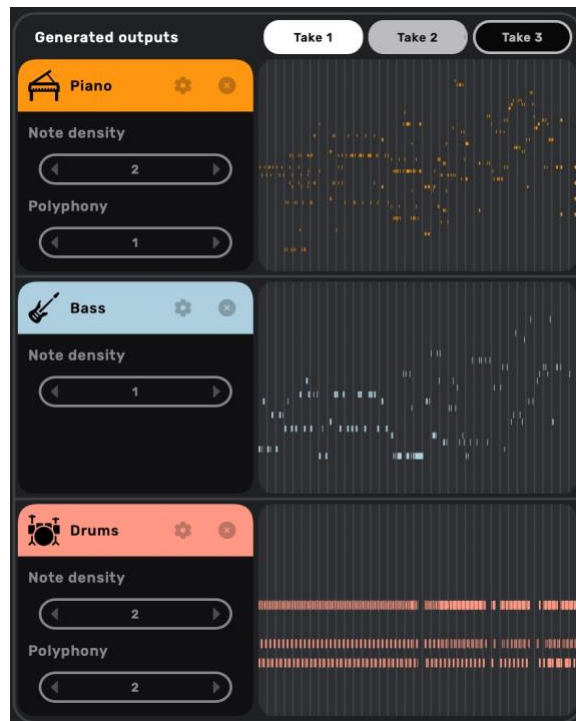 Generated outputs Take 1 Take 2 Take 3
Piano
Note density
2
Polyphony
1
Bass
Note density
1
Drums
Note density
2
Polyphony
2